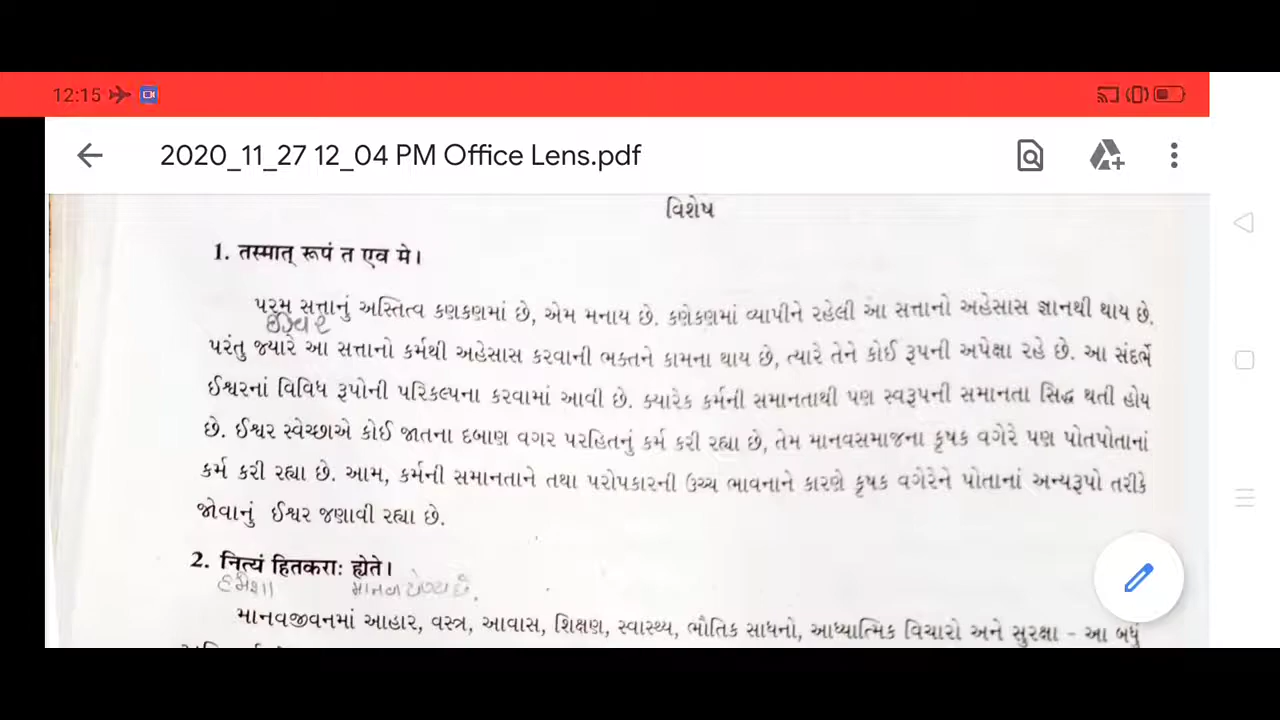 12:15
2020_11_27 12_04 PM Office Lens.pdf
વિશેષ
1. तस्मात् रूपं त एव मे।
પરમ સત્તાનું અસ્તિત્વ કણકણમાં છે, એમ મનાય છે. કણેકણમાં વ્યાપીને રહેલી આ સત્તાનો અહેસાસ જ્ઞાનથી થાય છે.
ઈશ્વર
પરંતુ જ્યારે આ સત્તાનો કર્મથી અહેસાસ કરવાની ભક્તને કામના થાય છે, ત્યારે તેને કોઈ રૂપની અપેક્ષા રહે છે. આ સંદર્ભે
ઈશ્વરનાં વિવિધ રૂપોની પરિકલ્પના કરવામાં આવી છે. ક્યારેક કર્મની સમાનતાથી પણ સ્વરૂપની સમાનતા સિદ્ધ થતી હોય
છે. ઈશ્વર સ્વેચ્છાએ કોઈ જાતના દબાણ વગર પરહિતનું કર્મ કરી રહ્યા છે, તેમ માનવસમાજના કૃષક વગેરે પણ પોતપોતાનાં
કર્મ કરી રહ્યા છે. આમ, કર્મની સમાનતાને તથા પરોપકારની ઉચ્ચ ભાવનાને કારણે કૃષક વગેરેને પોતાનાં અન્યરૂપો તરીકે
જોવાનું ઈશ્વર જણાવી રહ્યા છે.
2. नित्यं हितकराः ह्येते।
હંમેશા
માનવજીવનમાં આહાર, વસ્ત્ર, આવાસ, શિક્ષણ, સ્વાસ્થ્ય, ભૌતિક સાધનો, આધ્યાત્મિક વિચારો અને સુરક્ષા - આ બધું